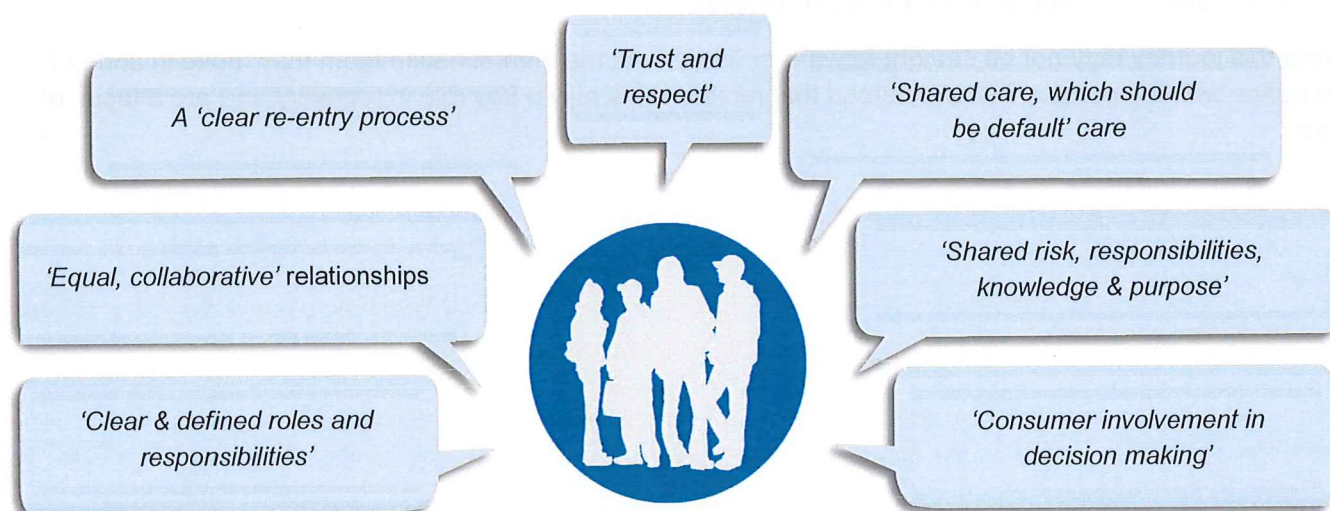 'Trust and
respect'
A 'clear re-entry process'
'Shared care, which should
be default' care
'Equal, collaborative' relationships
'Shared risk, responsibilities,
knowledge & purpose'
'Clear & defined roles and
responsibilities'
'Consumer involvement in
decision making'